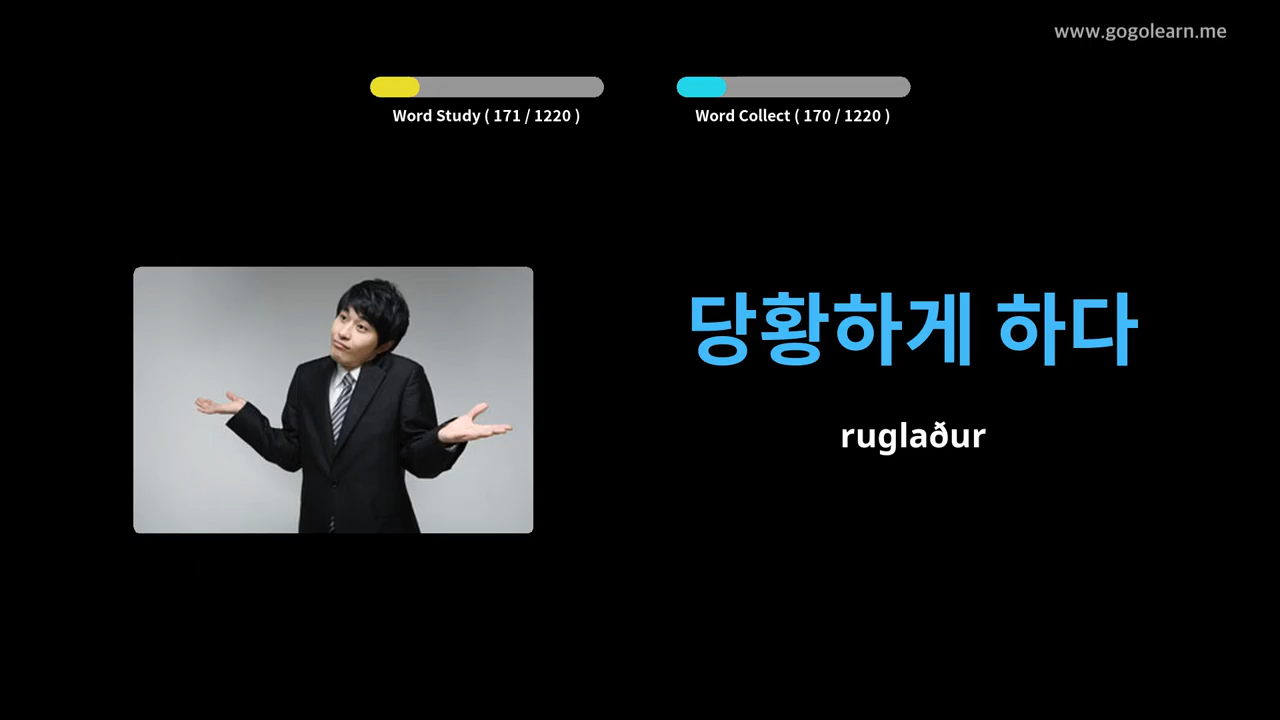 www.gogolearn.me
Word Study ( 171 / 1220 )
Word Collect ( 170 / 1220 )
당황하게 하다
ruglaður